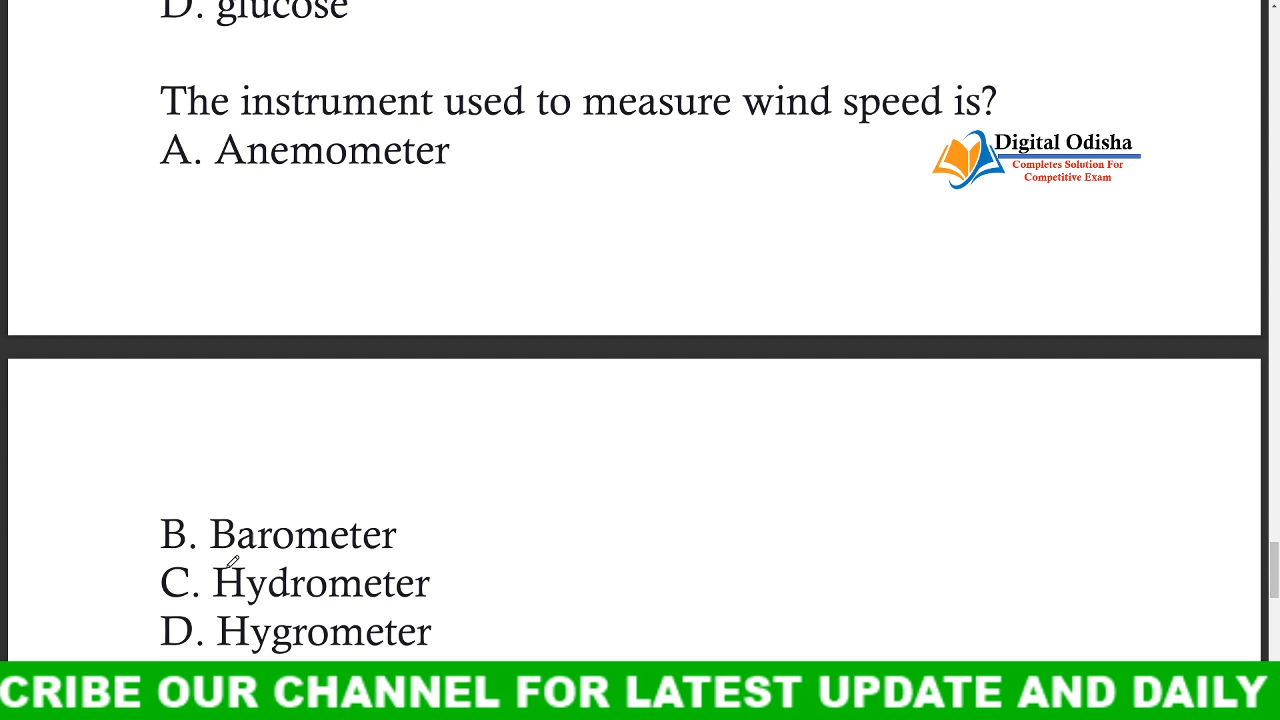 D. glucose
The instrument used to measure wind speed is?
A. Anemometer
Digital Odisha
Completes Solution For
Competitive Exam
B. Barometer
C. Hydrometer
D. Hygrometer
CRIBE OUR CHANNEL FOR LATEST UPDATE AND DAILY